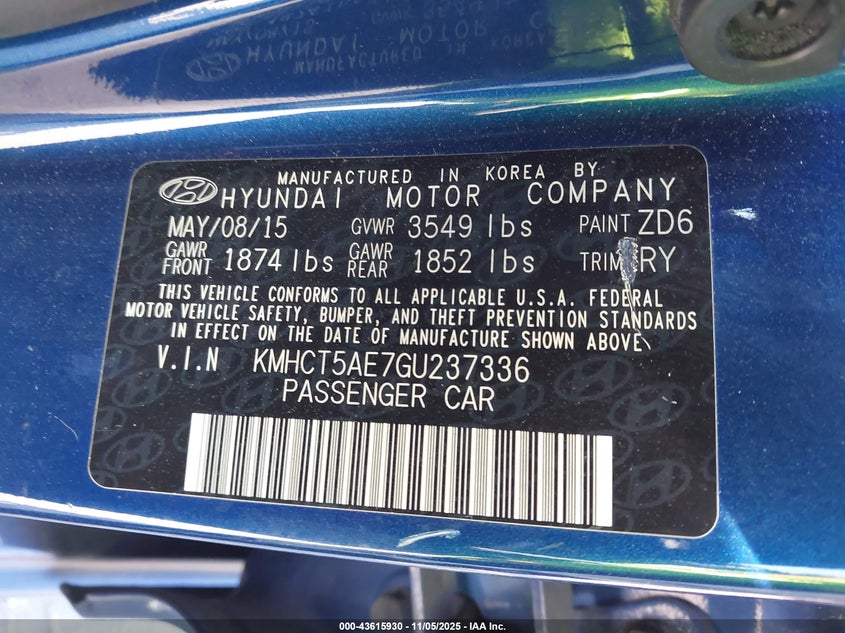 MANUFACTURED IN KOREA BY
HYUNDAI MOTOR COMPANY
MAY/08/15 GVWR 3549 lbs PAINT ZD6
GAWR FRONT 1874 lbs GAWR REAR 1852 lbs TRIM RY
THIS VEHICLE CONFORMS TO ALL APPLICABLE U.S.A. FEDERAL
MOTOR VEHICLE SAFETY, BUMPER, AND THEFT PREVENTION STANDARDS
IN EFFECT ON THE DATE OF MANUFACTURE SHOWN ABOVE
V.I.N KMHCT5AE7GU237336
PASSENGER CAR
000-43615930 - 11/05/2025 - IAA Inc.